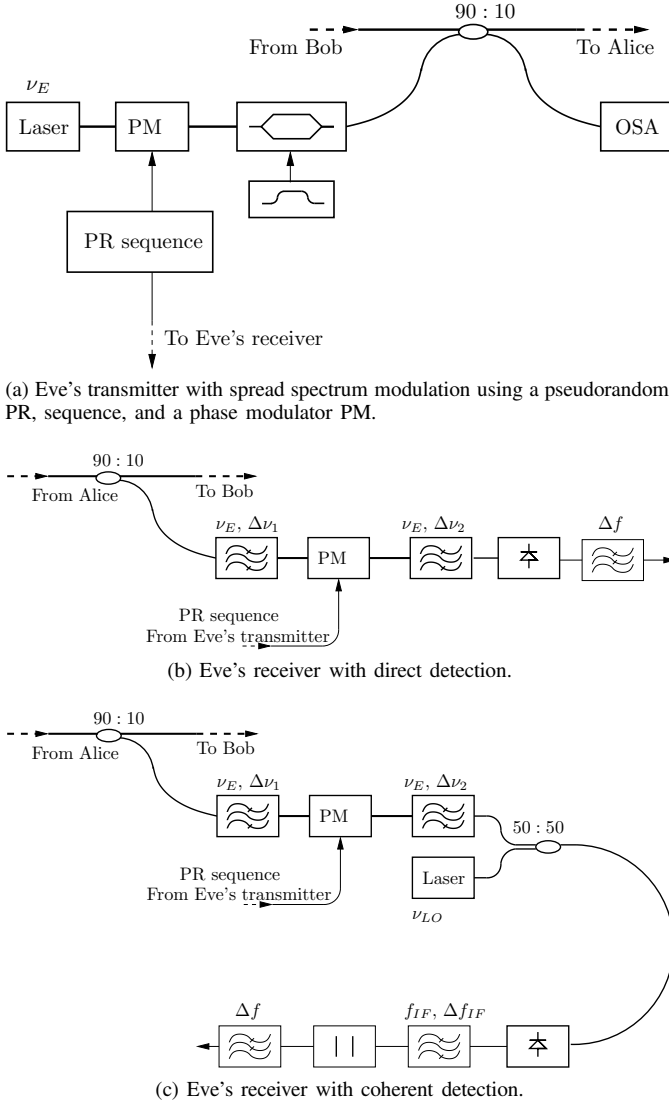 90 : 10
From Bob
To Alice
ν_E
Laser
PM
OSA
PR sequence
To Eve's receiver
(a) Eve's transmitter with spread spectrum modulation using a pseudorandom
PR, sequence, and a phase modulator PM.
90 : 10
From Alice
To Bob
ν_E, Δν_1
ν_E, Δν_2
Δf
PM
PR sequence
From Eve's transmitter
(b) Eve's receiver with direct detection.
90 : 10
From Alice
To Bob
ν_E, Δν_1
ν_E, Δν_2
PM
50 : 50
PR sequence
From Eve's transmitter
Laser
ν_LO
Δf
f_IF, Δf_IF
| |
(c) Eve's receiver with coherent detection.